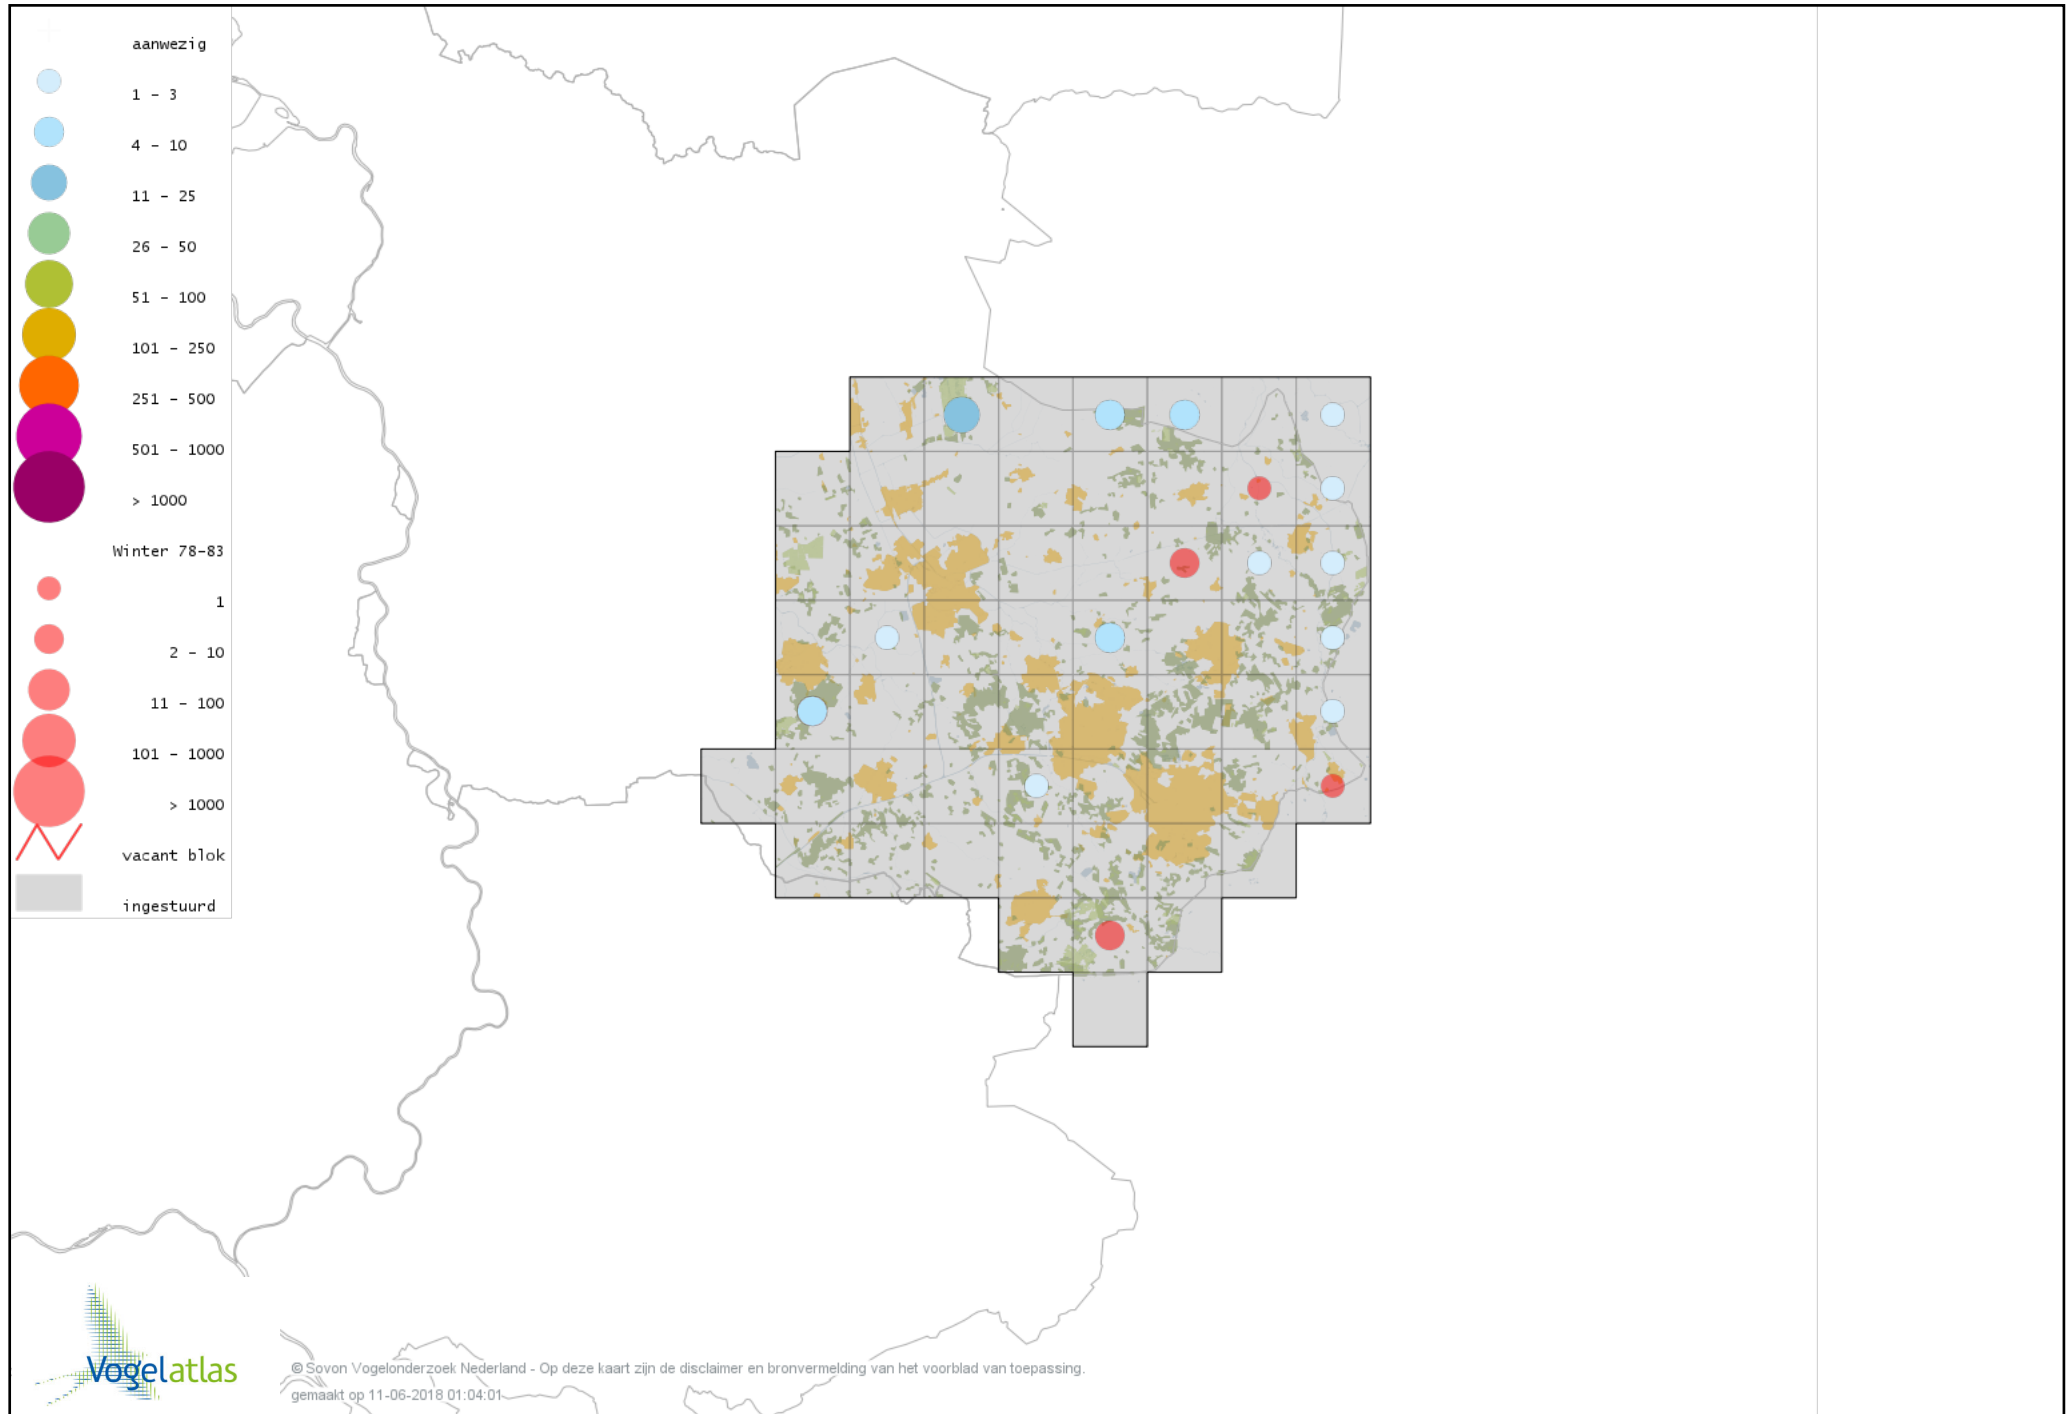 aanwezig
1 – 3
4 – 10
11 – 25
26 – 50
51 – 100
101 – 250
251 – 500
501 – 1000
> 1000
Winter 78-83
1
2 – 10
11 – 100
101 – 1000
> 1000
vacant blok
ingestuurd
Vogelatlas
© Sovon Vogelonderzoek Nederland - Op deze kaart zijn de disclaimer en bronvermelding van het voorblad van toepassing.
gemaakt op 11-06-2018 01:04:01